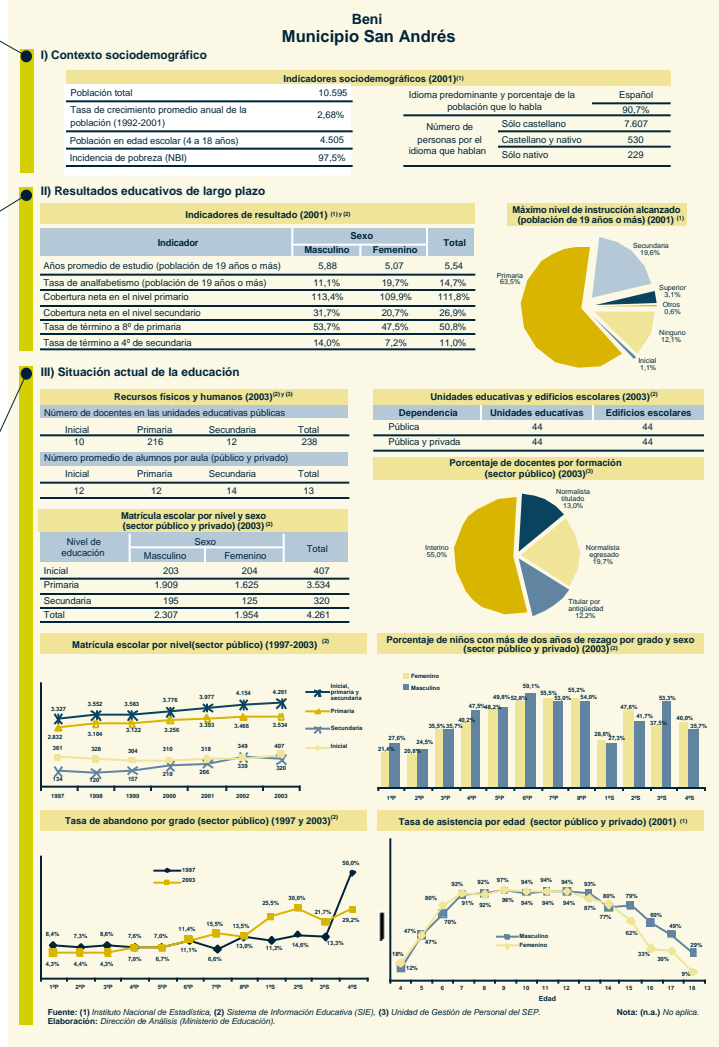 Beni
Municipio San Andrés
I) Contexto sociodemográfico
Indicadores sociodemográficos (2001)(1)
Población total 10.595
Tasa de crecimiento promedio anual de la población (1992-2001) 2,68%
Población en edad escolar (4 a 18 años) 4.505
Incidencia de pobreza (NBI) 97,5%
Idioma predominante y porcentaje de la población que lo habla Español 90,7%
Número de personas por el idioma que hablan
Sólo castellano 7.607
Castellano y nativo 530
Sólo nativo 229
II) Resultados educativos de largo plazo
Indicadores de resultado (2001) (1) y (2)
Indicador Sexo Total
Masculino Femenino
Años promedio de estudio (población de 19 años o más) 5,88 5,07 5,54
Tasa de analfabetismo (población de 19 años o más) 11,1% 19,7% 14,7%
Cobertura neta en el nivel primario 113,4% 109,9% 111,8%
Cobertura neta en el nivel secundario 31,7% 20,7% 26,9%
Tasa de término a 8º de primaria 53,7% 47,5% 50,8%
Tasa de término a 4º de secundaria 14,0% 7,2% 11,0%
Máximo nivel de instrucción alcanzado
(población de 19 años o más) (2001) (1)
Primaria 63,5%
Secundaria 19,6%
Superior 3,1%
Otros 0,6%
Ninguno 12,1%
Inicial 1,1%
III) Situación actual de la educación
Recursos físicos y humanos (2003)(2) y (3)
Número de docentes en las unidades educativas públicas
Inicial Primaria Secundaria Total
10 216 12 238
Número promedio de alumnos por aula (público y privado)
Inicial Primaria Secundaria Total
12 12 14 13
Unidades educativas y edificios escolares (2003)(2)
Dependencia Unidades educativas Edificios escolares
Pública 44 44
Pública y privada 44 44
Porcentaje de docentes por formación
(sector público) (2003)(3)
Normalista titulado 13,0%
Interino 55,0%
Normalista egresado 19,7%
Titular por antigüedad 12,2%
Matrícula escolar por nivel y sexo
(sector público y privado) (2003) (2)
Nivel de educación Sexo Total
Masculino Femenino
Inicial 203 204 407
Primaria 1.909 1.625 3.534
Secundaria 195 125 320
Total 2.307 1.954 4.261
Matrícula escolar por nivel(sector público) (1997-2003) (2)
3.327 3.552 3.583 3.776 3.977 4.154 4.261
2.832 3.104 3.122 3.256 3.393 3.466 3.534
361 328 304 310 318 349 407
134 120 157 210 266 339 320
1997 1998 1999 2000 2001 2002 2003
Inicial, primaria y secundaria
Primaria
Secundaria
Inicial
Porcentaje de niños con más de dos años de rezago por grado y sexo
(sector público y privado) (2003)(2)
Femenino
Masculino
21,4% 27,6% 20,8% 24,5% 35,5% 35,7% 40,2% 47,5% 48,2% 49,8% 52,8% 59,1% 55,5% 53,0% 55,2% 54,0% 28,6% 27,3% 47,6% 41,7% 37,5% 53,3% 40,0% 35,7%
1ºP 2ºP 3ºP 4ºP 5ºP 6ºP 7ºP 8ºP 1ºS 2ºS 3ºS 4ºS
Tasa de abandono por grado (sector público) (1997 y 2003)(2)
1997
2003
8,4% 7,3% 8,6% 7,6% 7,0% 11,4% 15,5% 13,5% 25,5% 30,0% 21,7% 50,0%
4,3% 4,4% 4,3% 7,0% 6,7% 11,1% 6,6% 13,0% 11,3% 14,6% 13,3% 29,2%
1ºP 2ºP 3ºP 4ºP 5ºP 6ºP 7ºP 8ºP 1ºS 2ºS 3ºS 4ºS
Tasa de asistencia por edad (sector público y privado) (2001) (1)
18% 47% 80% 92% 92% 97% 94% 94% 94% 93% 80% 79% 60% 49% 29%
12% 47% 70% 91% 92% 96% 94% 94% 94% 87% 77% 62% 33% 30% 9%
Masculino
Femenino
4 5 6 7 8 9 10 11 12 13 14 15 16 17 18
Edad
Fuente: (1) Instituto Nacional de Estadística, (2) Sistema de Información Educativa (SIE), (3) Unidad de Gestión de Personal del SEP. Nota: (n.a.) No aplica.
Elaboración: Dirección de Análisis (Ministerio de Educación).